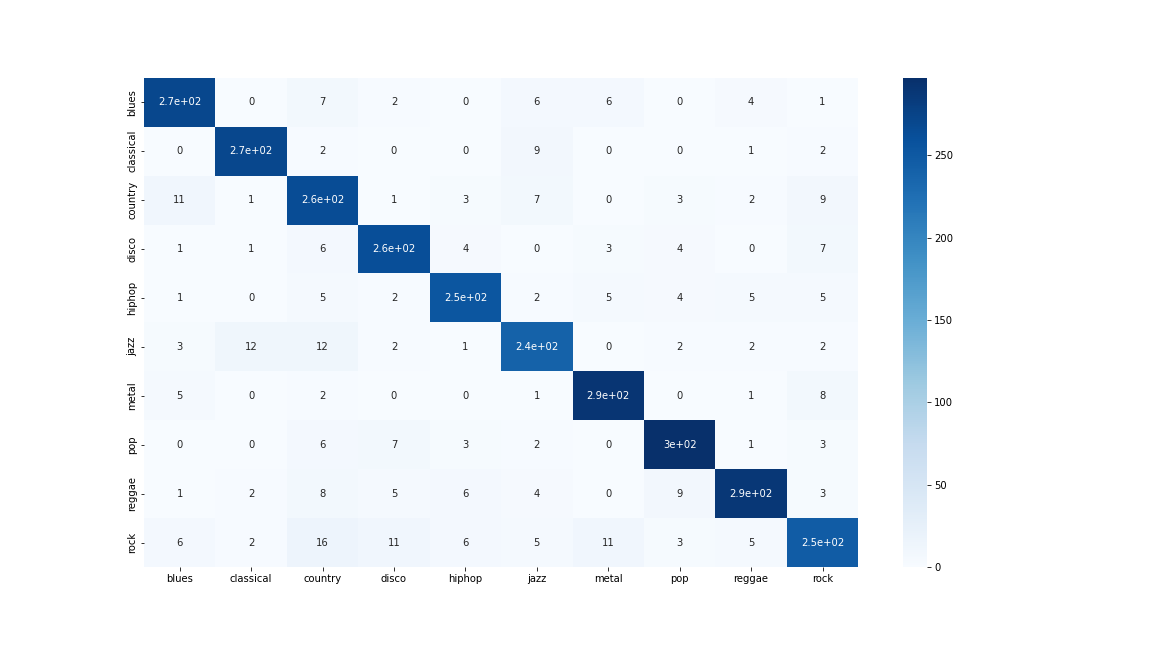 blues 2.7e+02 0 7 2 0 6 6 0 4 1
classical 0 2.7e+02 2 0 0 9 0 0 1 2
country 11 1 2.6e+02 1 3 7 0 3 2 9
disco 1 1 6 2.6e+02 4 0 3 4 0 7
hiphop 1 0 5 2 2.5e+02 2 5 4 5 5
jazz 3 12 12 2 1 2.4e+02 0 2 2 2
metal 5 0 2 0 0 1 2.9e+02 0 1 8
pop 0 0 6 7 3 2 0 3e+02 1 3
reggae 1 2 8 5 6 4 0 9 2.9e+02 3
rock 6 2 16 11 6 5 11 3 5 2.5e+02
blues classical country disco hiphop jazz metal pop reggae rock
250
200
150
100
50
0